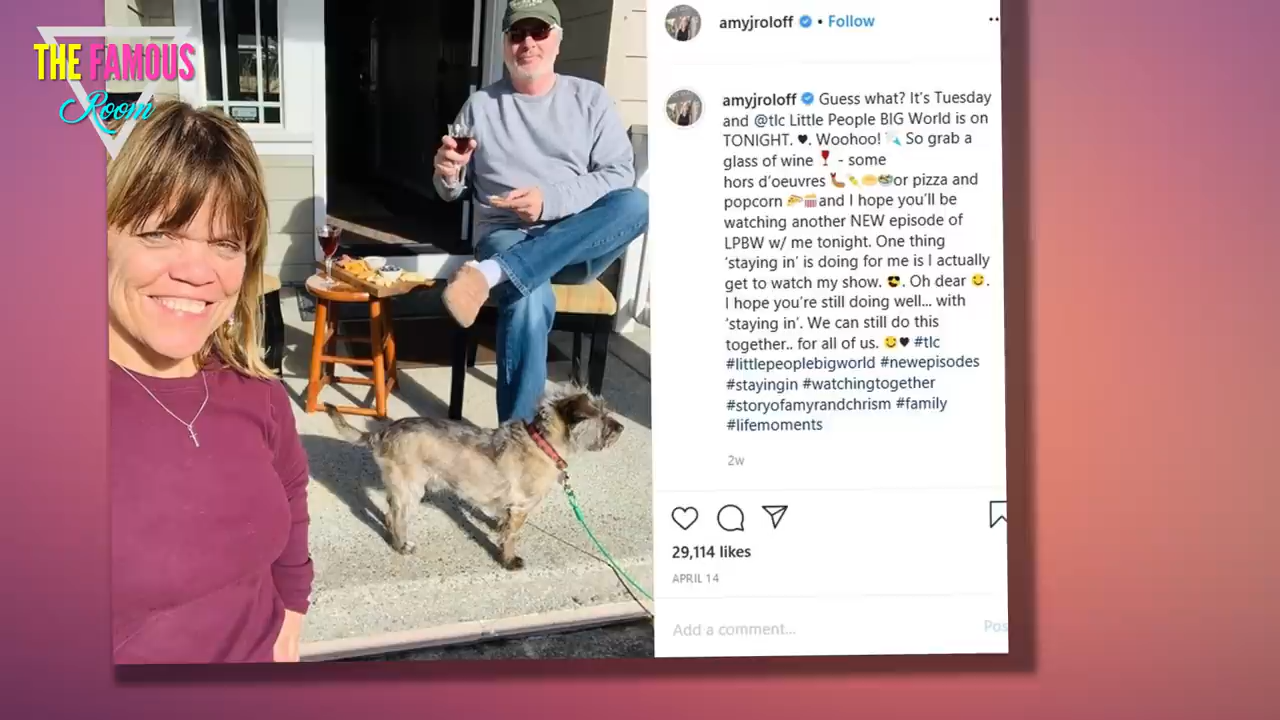 THE FAMOUS
Room
amyjroloff • Follow
amyjroloff Guess what? It's Tuesday
and @tlc Little People BIG World is on
TONIGHT. ♥. Woohoo! So grab a
glass of wine 🍷 - some
hors d'oeuvres or pizza and
popcorn 🍕🍿and I hope you'll be
watching another NEW episode of
LPBW w/ me tonight. One thing
'staying in' is doing for me is I actually
get to watch my show. 😎. Oh dear 😊.
I hope you're still doing well... with
'staying in'. We can still do this
together.. for all of us. 😊♥ #tlc
#littlepeoplebigworld #newepisodes
#stayingin #watchingtogether
#storyofamyrandchrism #family
#lifemoments
2w
29,114 likes
APRIL 14
Add a comment...
Pos